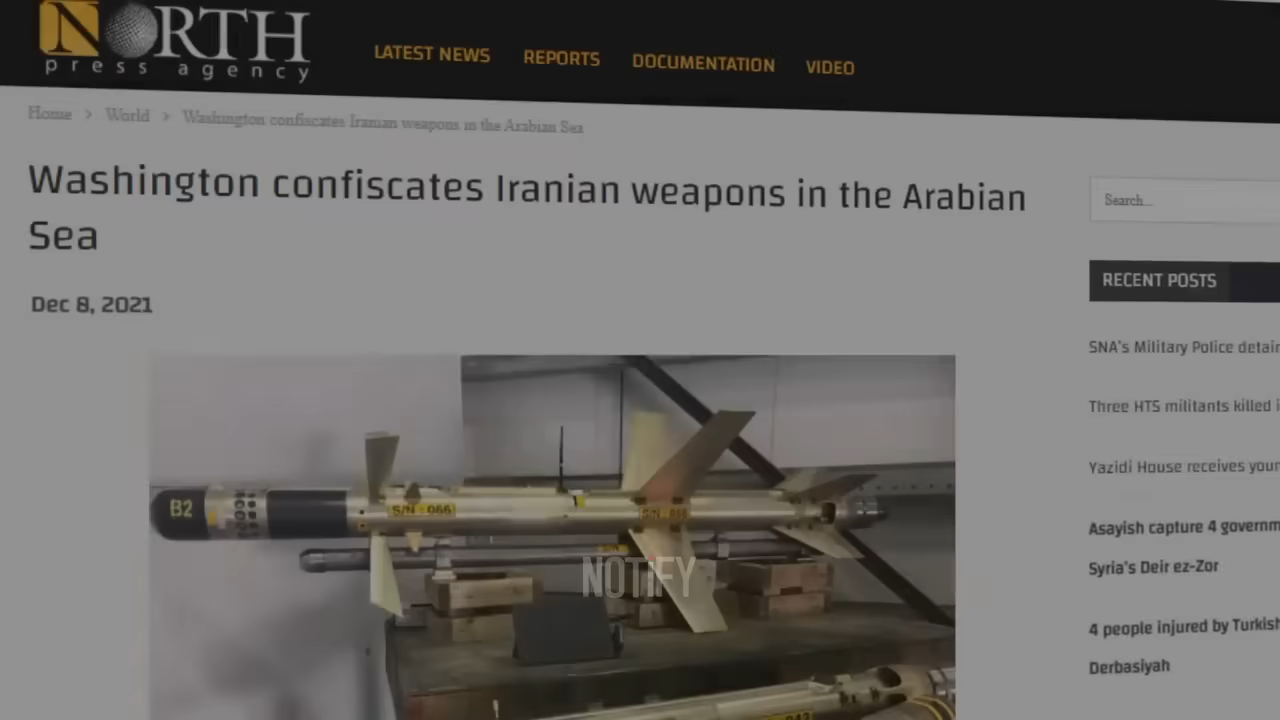 NORTH
press agency
LATEST NEWS REPORTS DOCUMENTATION VIDEO
Home > World > Washington confiscates Iranian weapons in the Arabian Sea
Washington confiscates Iranian weapons in the Arabian
Sea
Dec 8, 2021
Search...
RECENT POSTS
SNA's Military Police detain
Three HTS militants killed i
Yazidi House receives your
Asayish capture 4 governm
Syria's Deir ez-Zor
4 people injured by Turkish
Derbasiyah
B2
S/N - 066
S/N - 066
NOTIFY